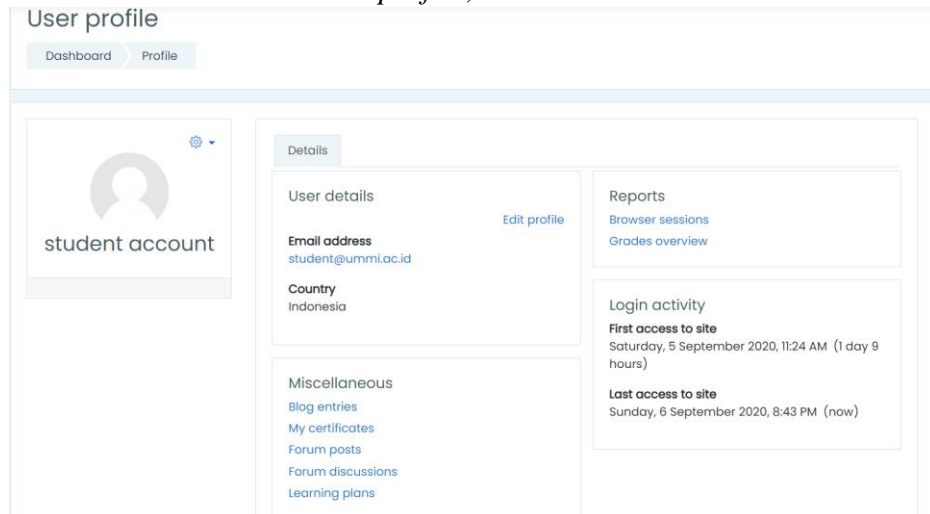 User profile
Dashboard Profile
student account
Details
User details
Edit profile
Email address
student@ummi.ac.id
Country
Indonesia
Miscellaneous
Blog entries
My certificates
Forum posts
Forum discussions
Learning plans
Reports
Browser sessions
Grades overview
Login activity
First access to site
Saturday, 5 September 2020, 11:24 AM (1 day 9
hours)
Last access to site
Sunday, 6 September 2020, 8:43 PM (now)